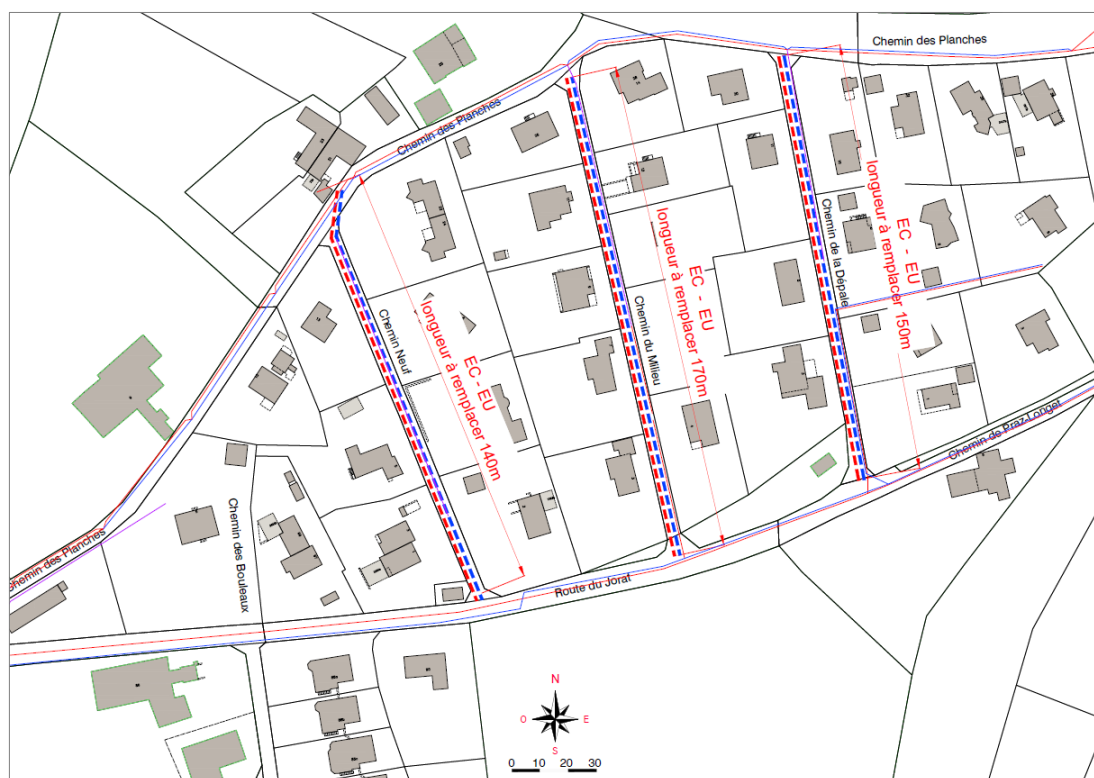 Chemin des Planches
Chemin des Planches
EC - EU
longueur à remplacer 150m
Chemin de la Dépale
EC - EU
longueur à remplacer 170m
Chemin du Milieu
EC - EU
longueur à remplacer 140m
Chemin Neuf
Chemin de Praz-Longet
Chemin des Bouleaux
Chemin des Planches
Route du Jorat
N
O
E
S
0 10 20 30